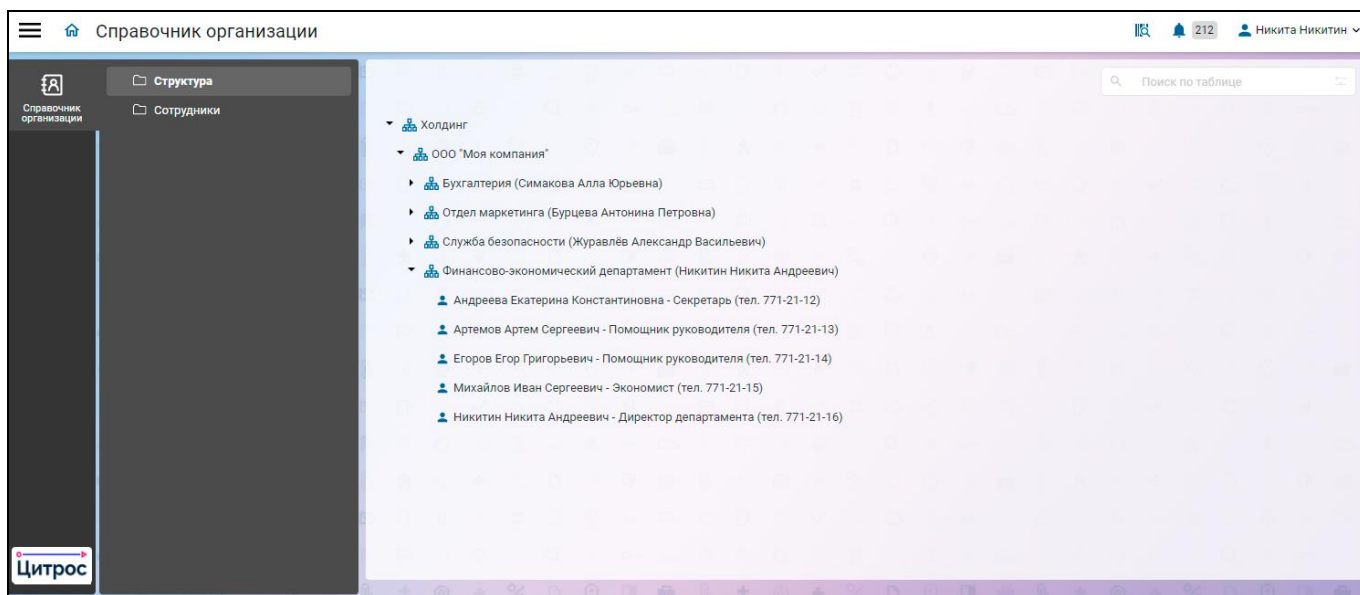 Справочник организации
212
Никита Никитин
Справочник
организации
Структура
Сотрудники
Поиск по таблице
Холдинг
ООО "Моя компания"
Бухгалтерия (Симакова Алла Юрьевна)
Отдел маркетинга (Бурцева Антонина Петровна)
Служба безопасности (Журавлёв Александр Васильевич)
Финансово-экономический департамент (Никитин Никита Андреевич)
Андреева Екатерина Константиновна - Секретарь (тел. 771-21-12)
Артемов Артем Сергеевич - Помощник руководителя (тел. 771-21-13)
Егоров Егор Григорьевич - Помощник руководителя (тел. 771-21-14)
Михайлов Иван Сергеевич - Экономист (тел. 771-21-15)
Никитин Никита Андреевич - Директор департамента (тел. 771-21-16)
Цитрос